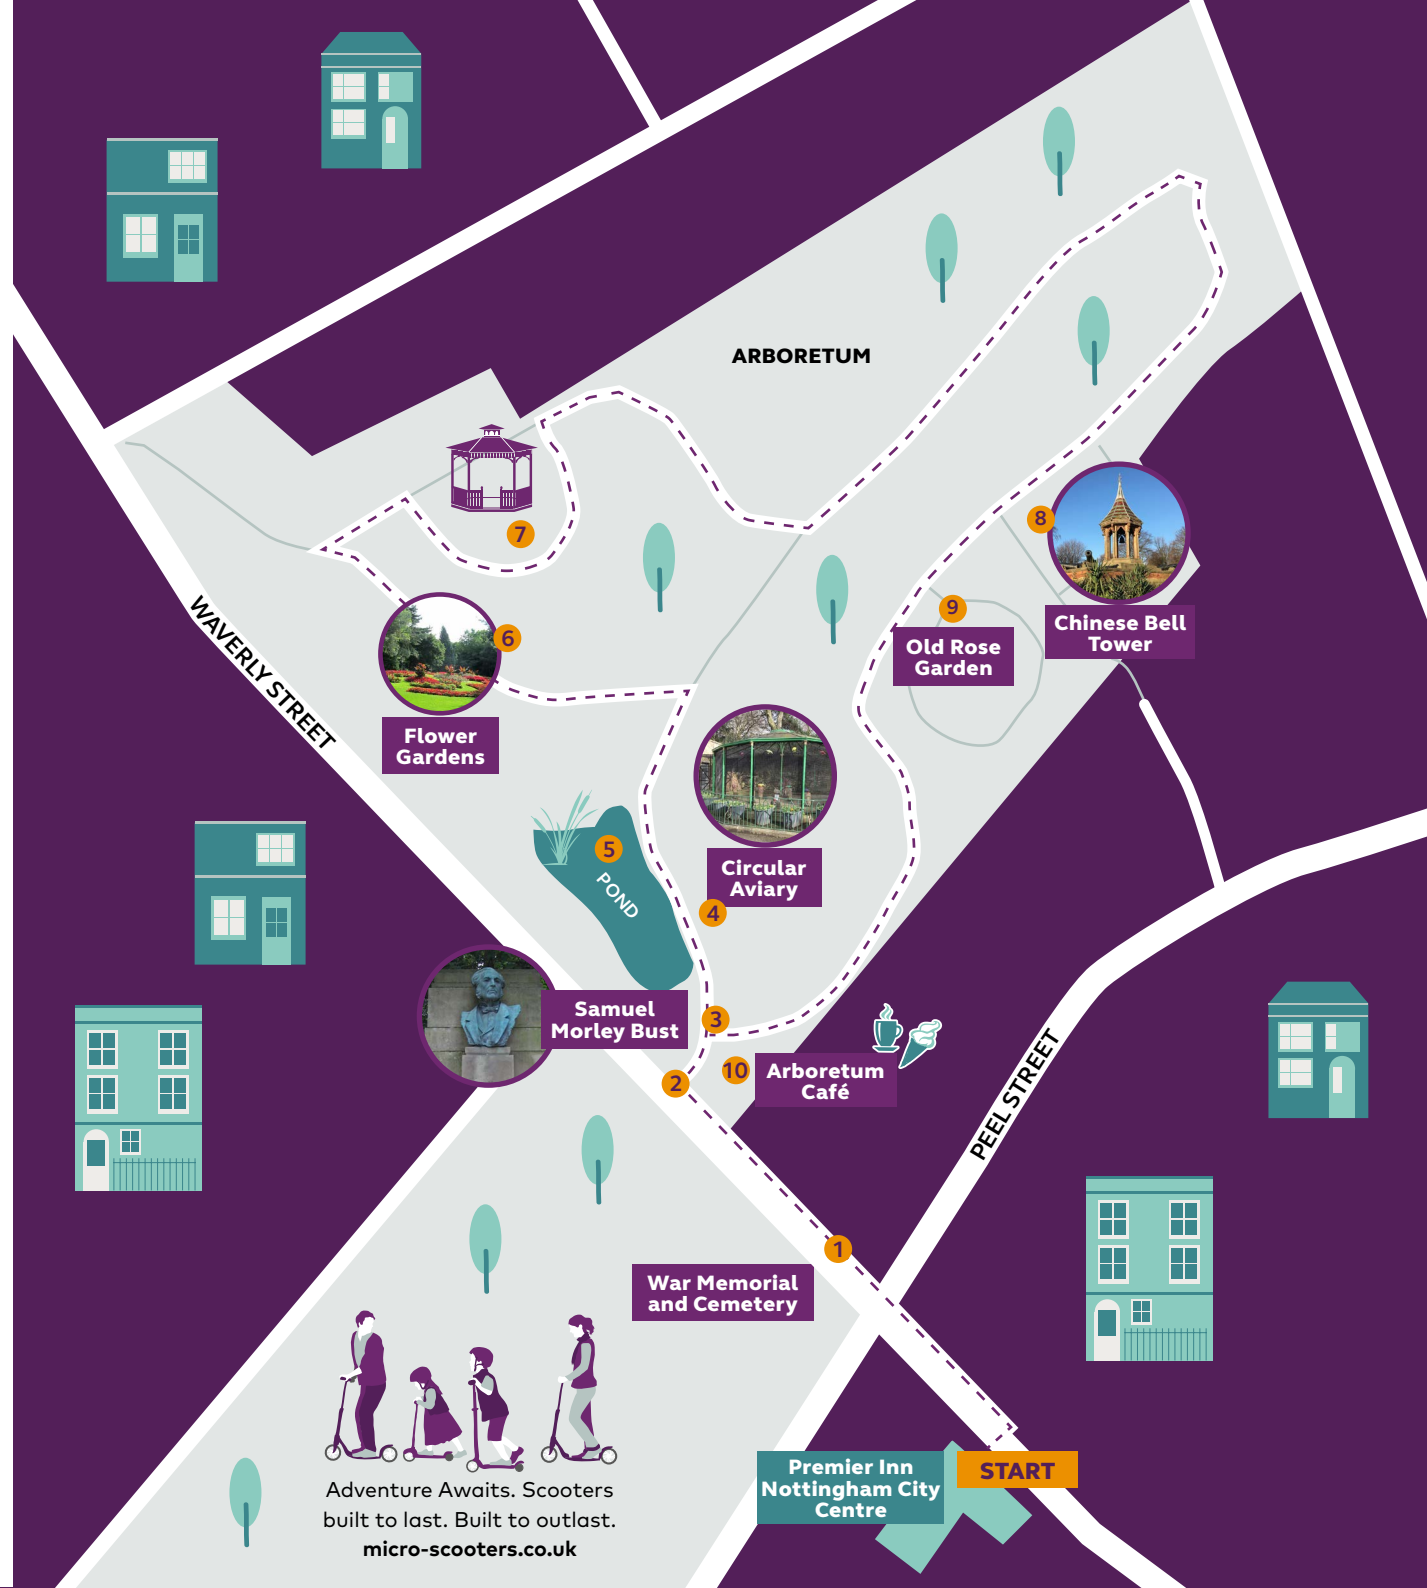 ARBORETUM
7
8
Chinese Bell
Tower
9
Old Rose
Garden
WAVERLY STREET
6
Flower
Gardens
5
POND
Circular
Aviary
4
Samuel
Morley Bust
3
2
10
Arboretum
Café
PEEL STREET
1
War Memorial
and Cemetery
Premier Inn
Nottingham City
Centre
START
Adventure Awaits. Scooters
built to last. Built to outlast.
micro-scooters.co.uk